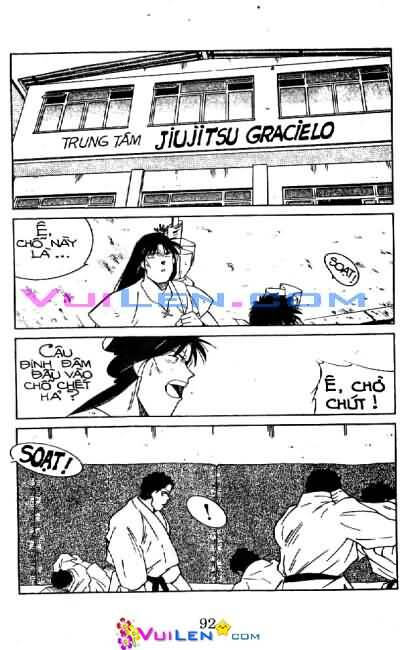 TRUNG TÂM JIUJITSU GRACIELO
Ê,
CHỖ NÀY
LÀ ...
SOẠT!
VUILEN.COM
CẬU
ĐỊNH ĐÂM
ĐẦU VÀO
CHỖ CHẾT
HẢ ?
Ê, CHỜ
CHÚT !
SOẠT!
!
92
VUILEN.COM